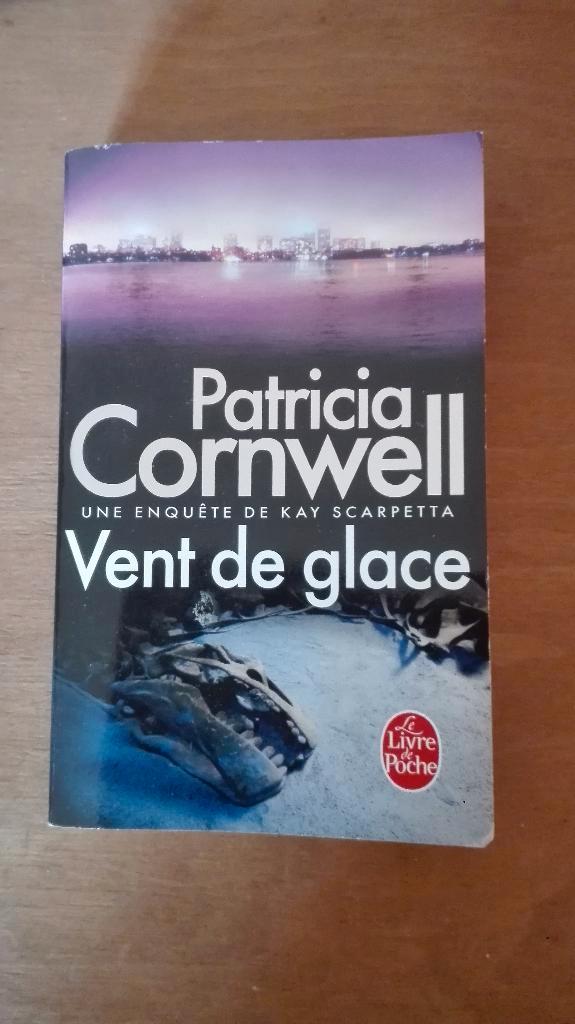 Patricia
Cornwell
UNE ENQUÊTE DE KAY SCARPETTA
Vent de glace
Le
Livre
de
Poche